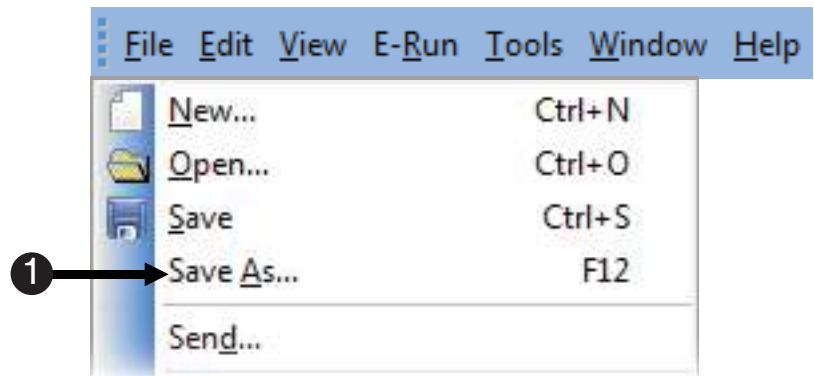 File Edit View E-Run Tools Window Help
New... Ctrl+N
Open... Ctrl+O
Save Ctrl+S
1 Save As... F12
Send...